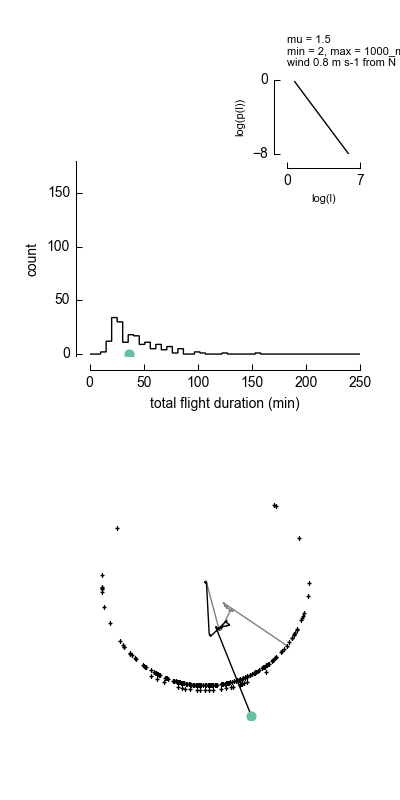 mu = 1.5
min = 2, max = 1000_m
wind 0.8 m s-1 from N
0
−8
log(p(l))
0
7
log(l)
150
100
50
0
count
0
50
100
150
200
250
total flight duration (min)